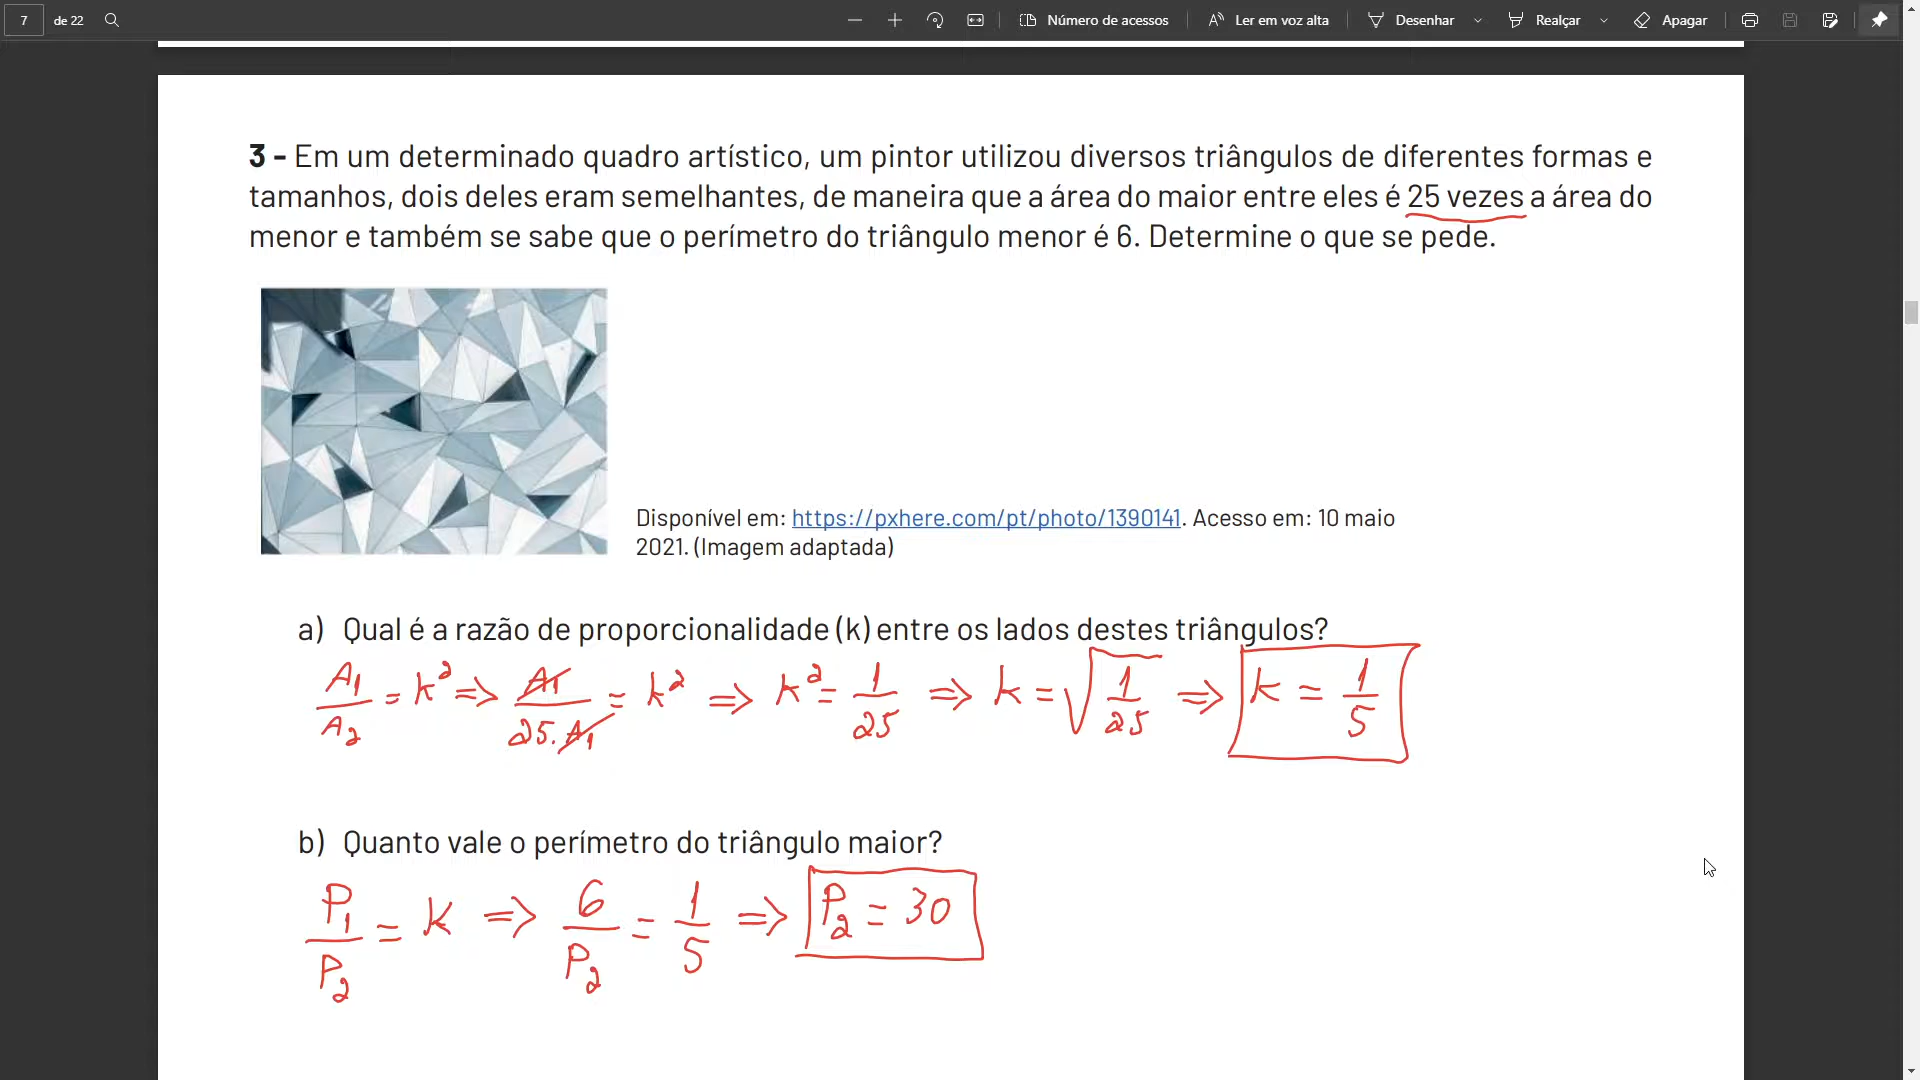 7 de 22 Número de acessos Ler em voz alta Desenhar Realçar Apagar
3 - Em um determinado quadro artístico, um pintor utilizou diversos triângulos de diferentes formas e
tamanhos, dois deles eram semelhantes, de maneira que a área do maior entre eles é 25 vezes a área do
menor e também se sabe que o perímetro do triângulo menor é 6. Determine o que se pede.
Disponível em: https://pxhere.com/pt/photo/1390141. Acesso em: 10 maio
2021. (Imagem adaptada)
a) Qual é a razão de proporcionalidade (k) entre os lados destes triângulos?
A₁/A₂ = k² => A₁/25.A₁ = k² => k² = 1/25 => k = √1/25 => k = 1/5
b) Quanto vale o perímetro do triângulo maior?
P₁/P₂ = k => 6/P₂ = 1/5 => P₂ = 30